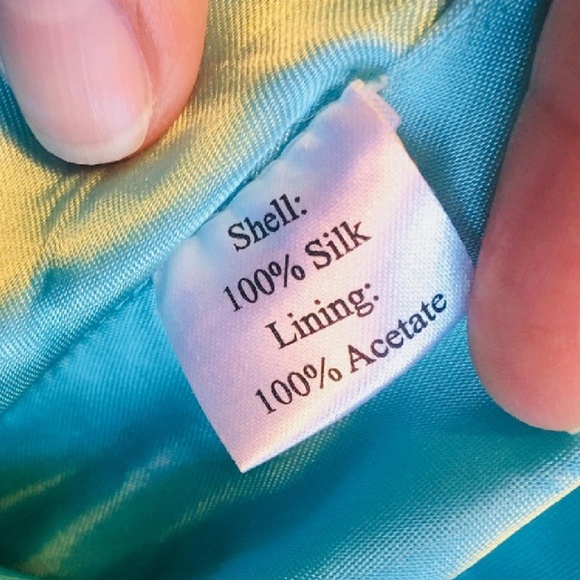 Shell:
100% Silk
Lining:
100% Acetate